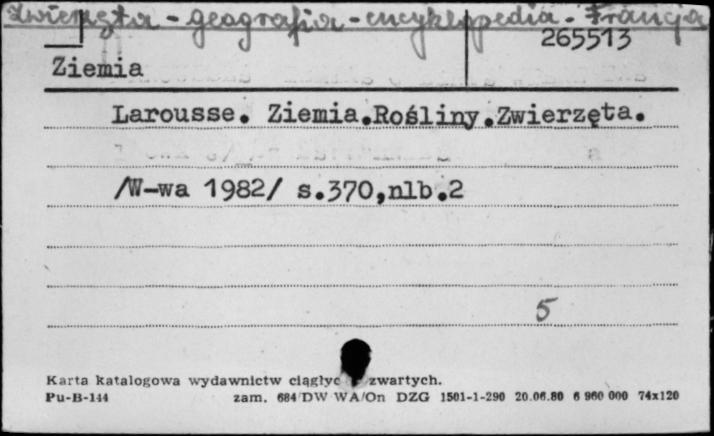 Zwierzęta - geografia - encyklopedia - Francja
265513
Ziemia
Larousse. Ziemia.Rośliny.Zwierzęta.
/W-wa 1982/ s.370,nlb.2
5
Karta katalogowa wydawnictw ciągłyc zwartych.
Pu-B-144 zam. 684/DW WA/On DZG 1501-1-290 20.06.80 6 960 000 74x120